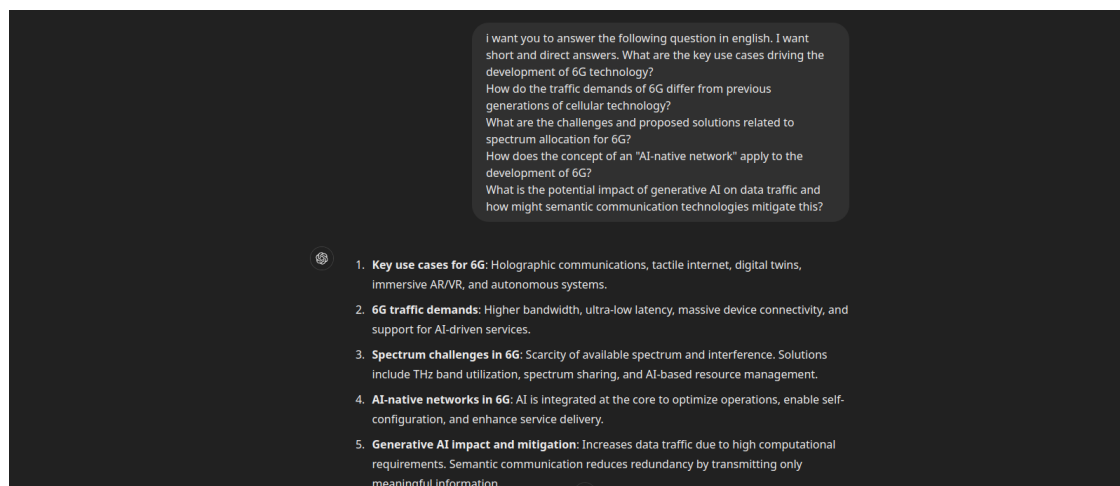 i want you to answer the following question in english. I want
short and direct answers. What are the key use cases driving the
development of 6G technology?
How do the traffic demands of 6G differ from previous
generations of cellular technology?
What are the challenges and proposed solutions related to
spectrum allocation for 6G?
How does the concept of an "AI-native network" apply to the
development of 6G?
What is the potential impact of generative AI on data traffic and
how might semantic communication technologies mitigate this?
1. Key use cases for 6G: Holographic communications, tactile internet, digital twins,
immersive AR/VR, and autonomous systems.
2. 6G traffic demands: Higher bandwidth, ultra-low latency, massive device connectivity, and
support for AI-driven services.
3. Spectrum challenges in 6G: Scarcity of available spectrum and interference. Solutions
include THz band utilization, spectrum sharing, and AI-based resource management.
4. AI-native networks in 6G: AI is integrated at the core to optimize operations, enable self-
configuration, and enhance service delivery.
5. Generative AI impact and mitigation: Increases data traffic due to high computational
requirements. Semantic communication reduces redundancy by transmitting only
meaningful information.